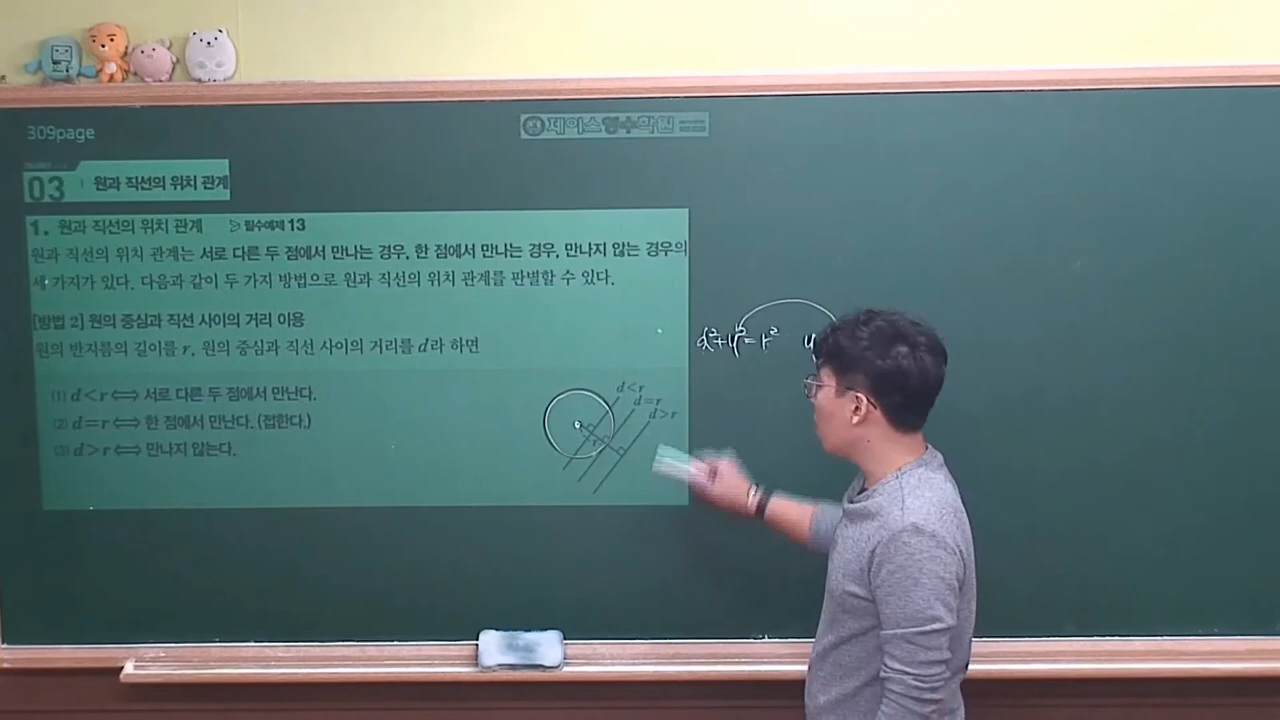 309page
제이스영수학원
03 원과 직선의 위치 관계
1. 원과 직선의 위치 관계 ▷ 필수예제 13
원과 직선의 위치 관계는 서로 다른 두 점에서 만나는 경우, 한 점에서 만나는 경우, 만나지 않는 경우의
세 가지가 있다. 다음과 같이 두 가지 방법으로 원과 직선의 위치 관계를 판별할 수 있다.
[방법 2] 원의 중심과 직선 사이의 거리 이용
원의 반지름의 길이를 r, 원의 중심과 직선 사이의 거리를 d라 하면
(1) d<r ⟺ 서로 다른 두 점에서 만난다.
(2) d=r ⟺ 한 점에서 만난다. (접한다.)
(3) d>r ⟺ 만나지 않는다.
d<r
d=r
d>r
r
x²+y²=r² y